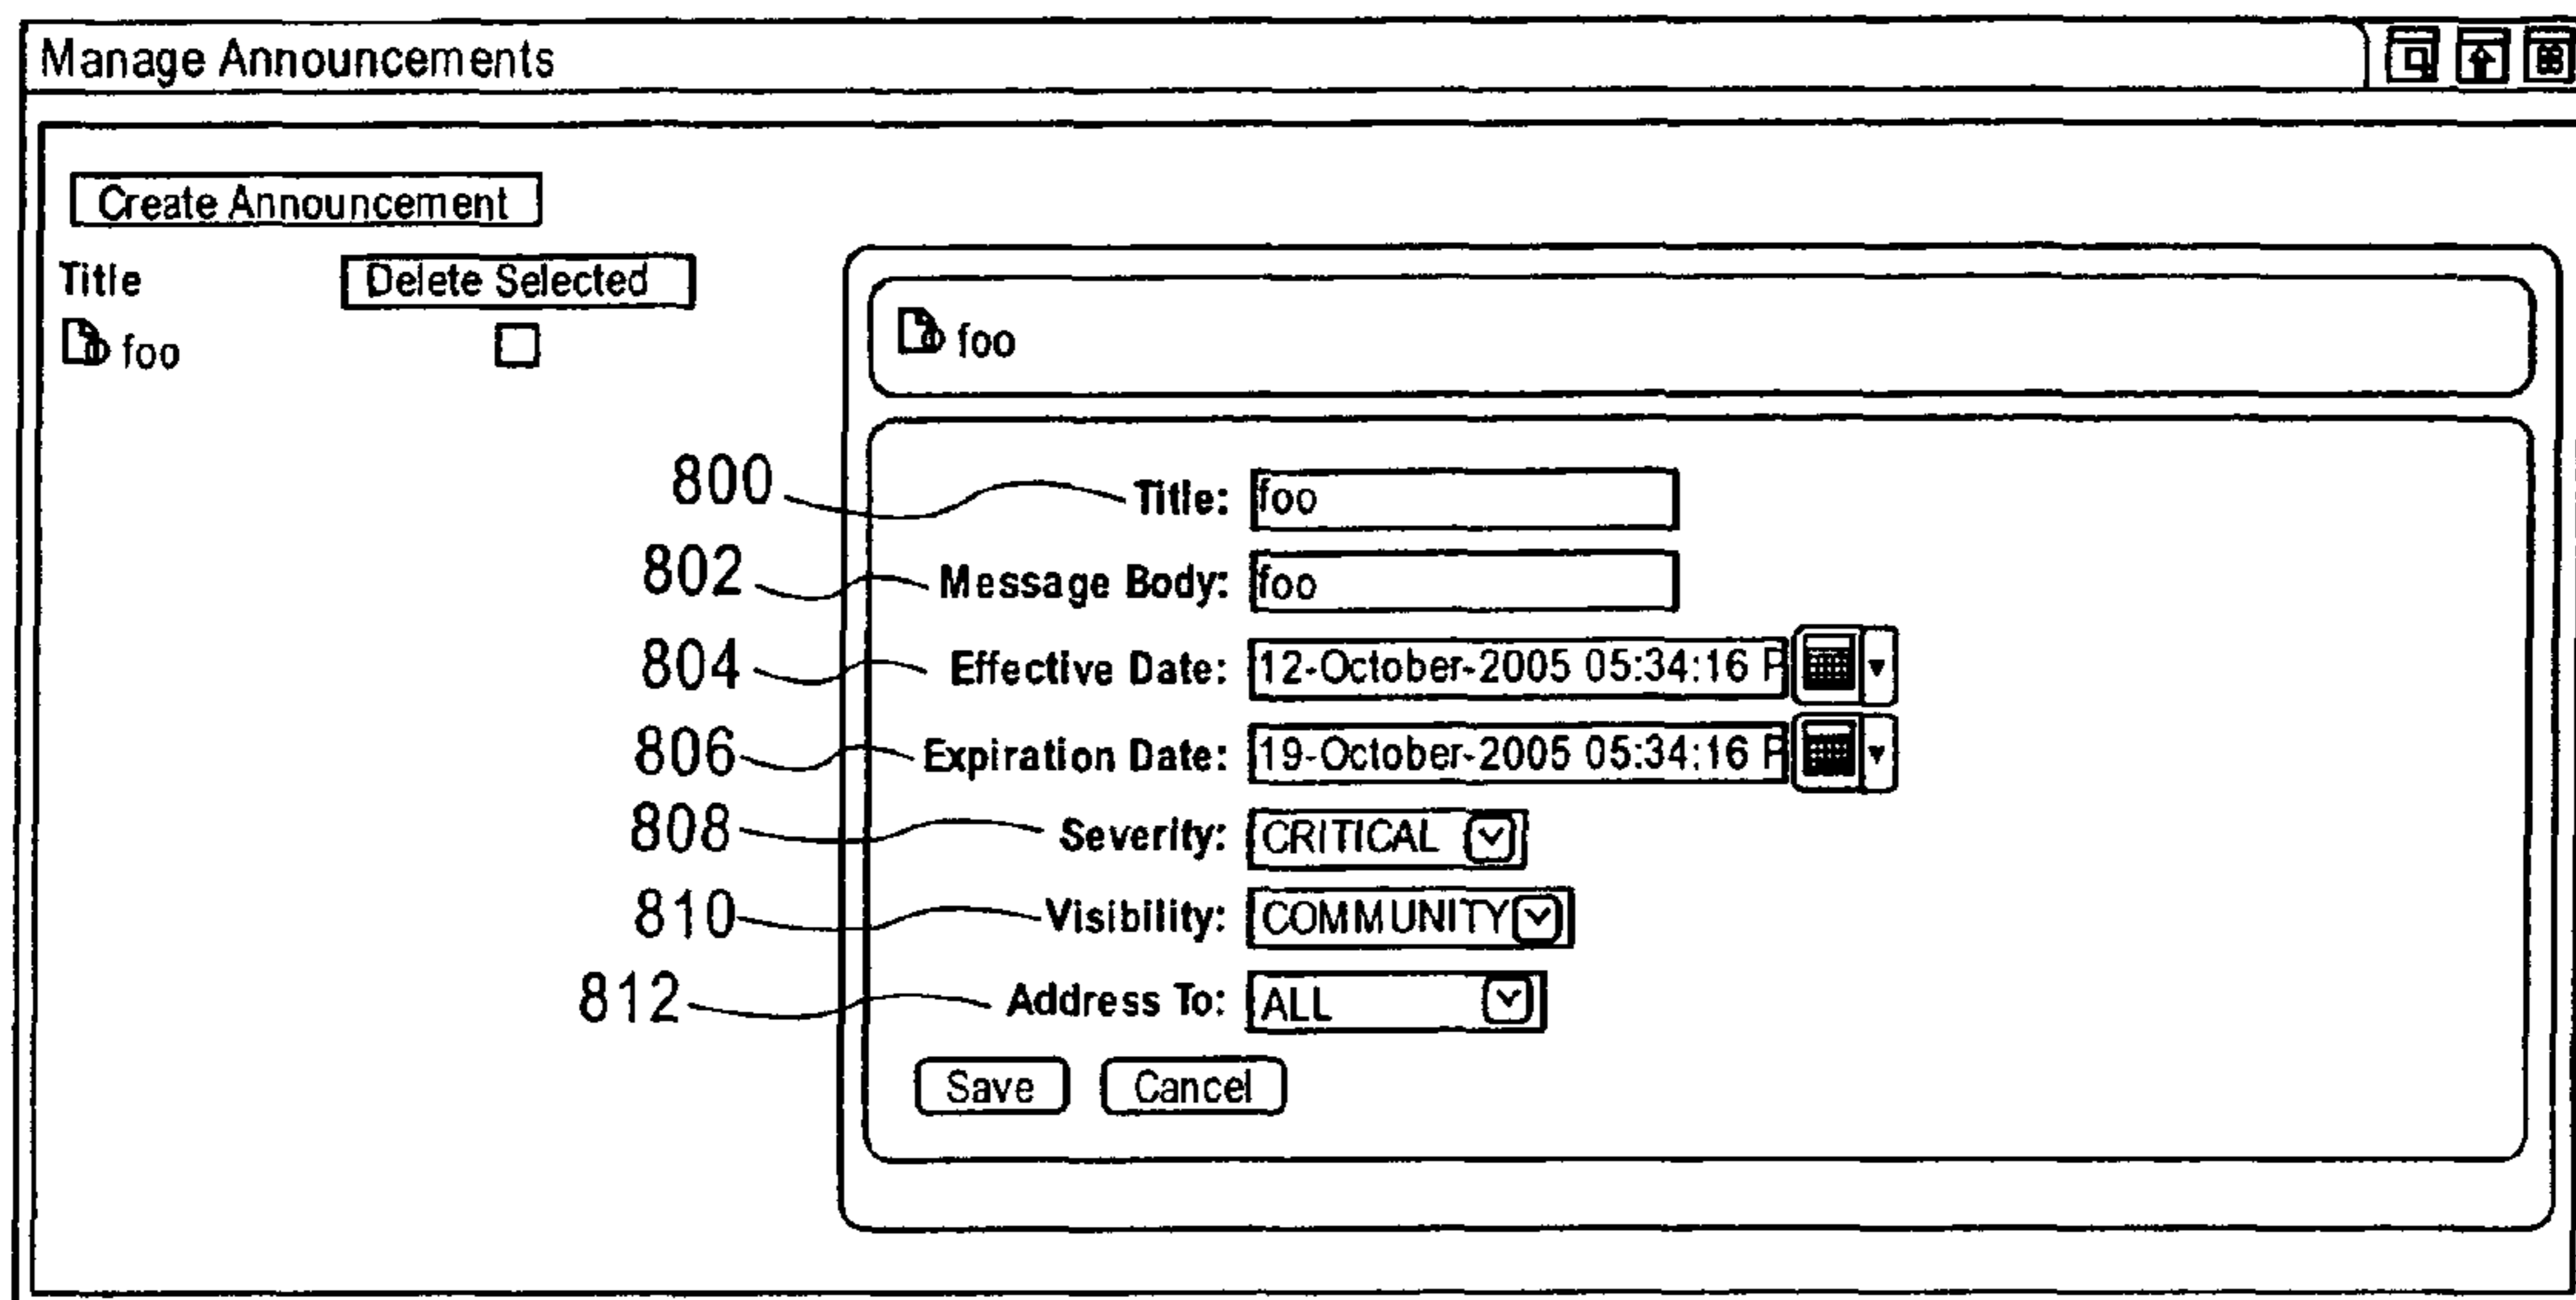 Manage Announcements
Create Announcement
Title Delete Selected
foo
foo
800 Title: foo
802 Message Body: foo
804 Effective Date: 12-October-2005 05:34:16 P
806 Expiration Date: 19-October-2005 05:34:16 P
808 Severity: CRITICAL
810 Visibility: COMMUNITY
812 Address To: ALL
Save Cancel